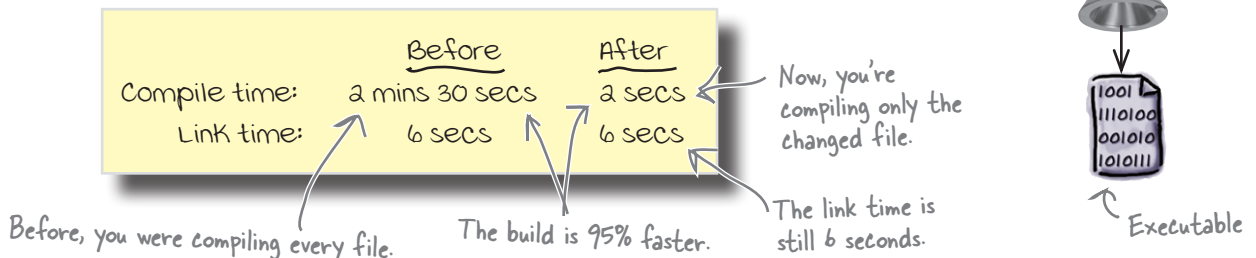 Before After
Compile time: 2 mins 30 secs 2 secs
Link time: 6 secs 6 secs
Now, you're
compiling only the
changed file.
Before, you were compiling every file.
The build is 95% faster.
The link time is
still 6 seconds.
1001
1110100
001010
1010111
Executable